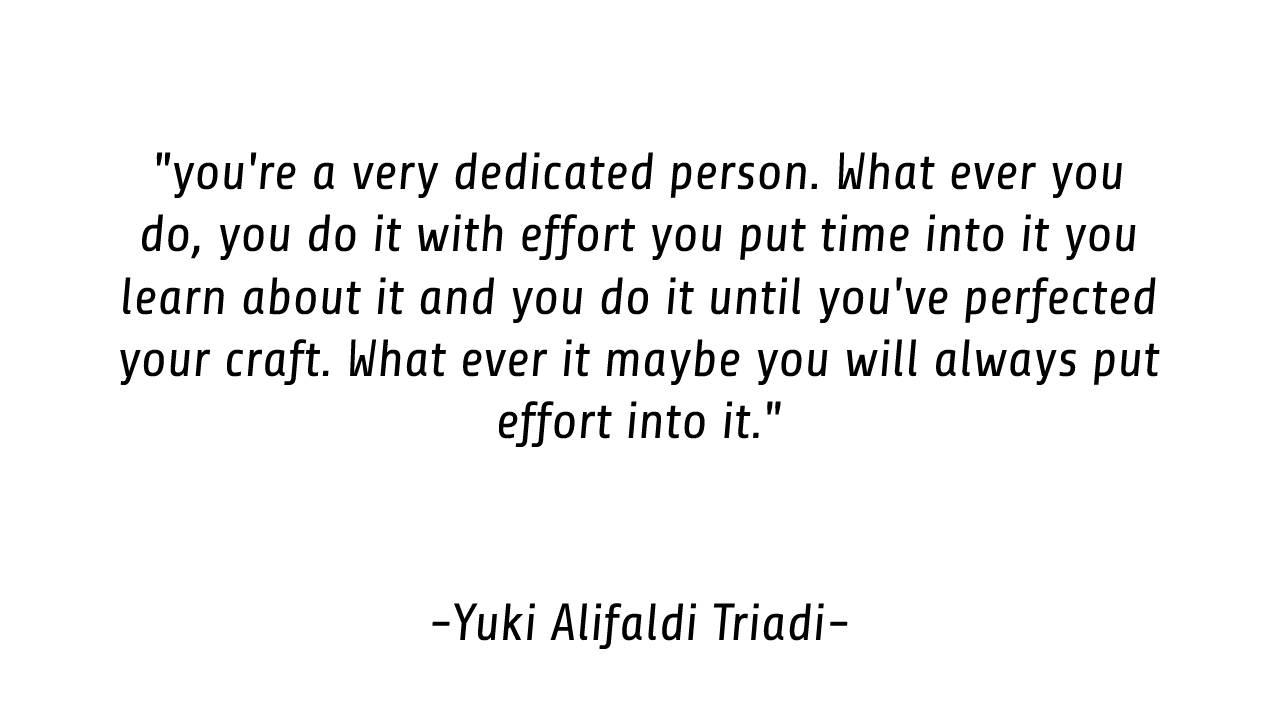 "you're a very dedicated person. What ever you
do, you do it with effort you put time into it you
learn about it and you do it until you've perfected
your craft. What ever it maybe you will always put
effort into it."
-Yuki Alifaldi Triadi-